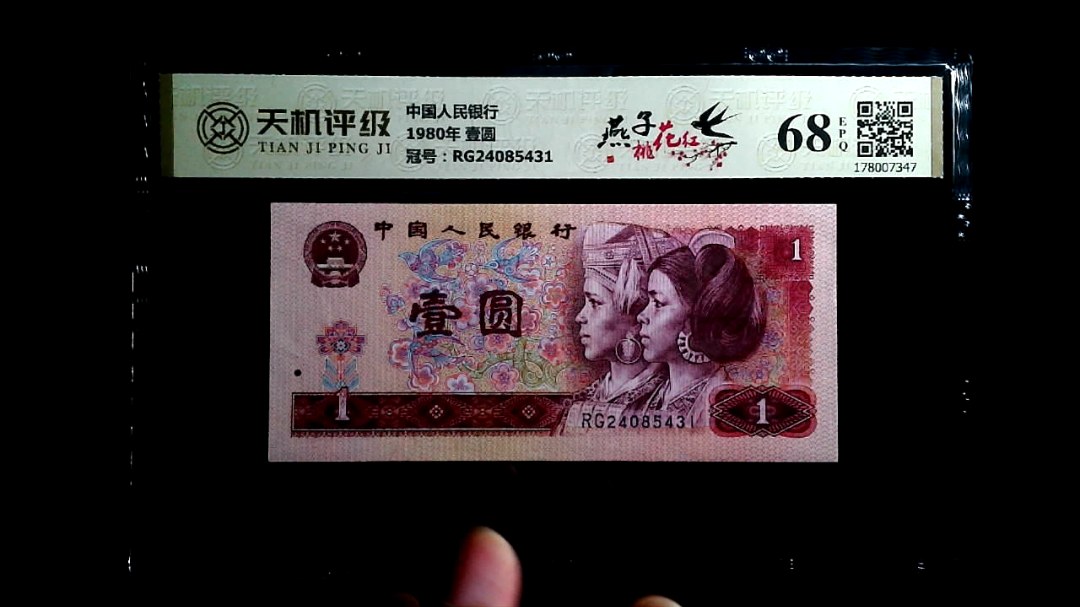 天机评级
TIAN JI PING JI
中国人民银行
1980年 壹圆
冠号：RG24085431
燕子
桃花红
68
EPQ
178007347
中国人民银行
壹圆
1
1
1
RG24085431